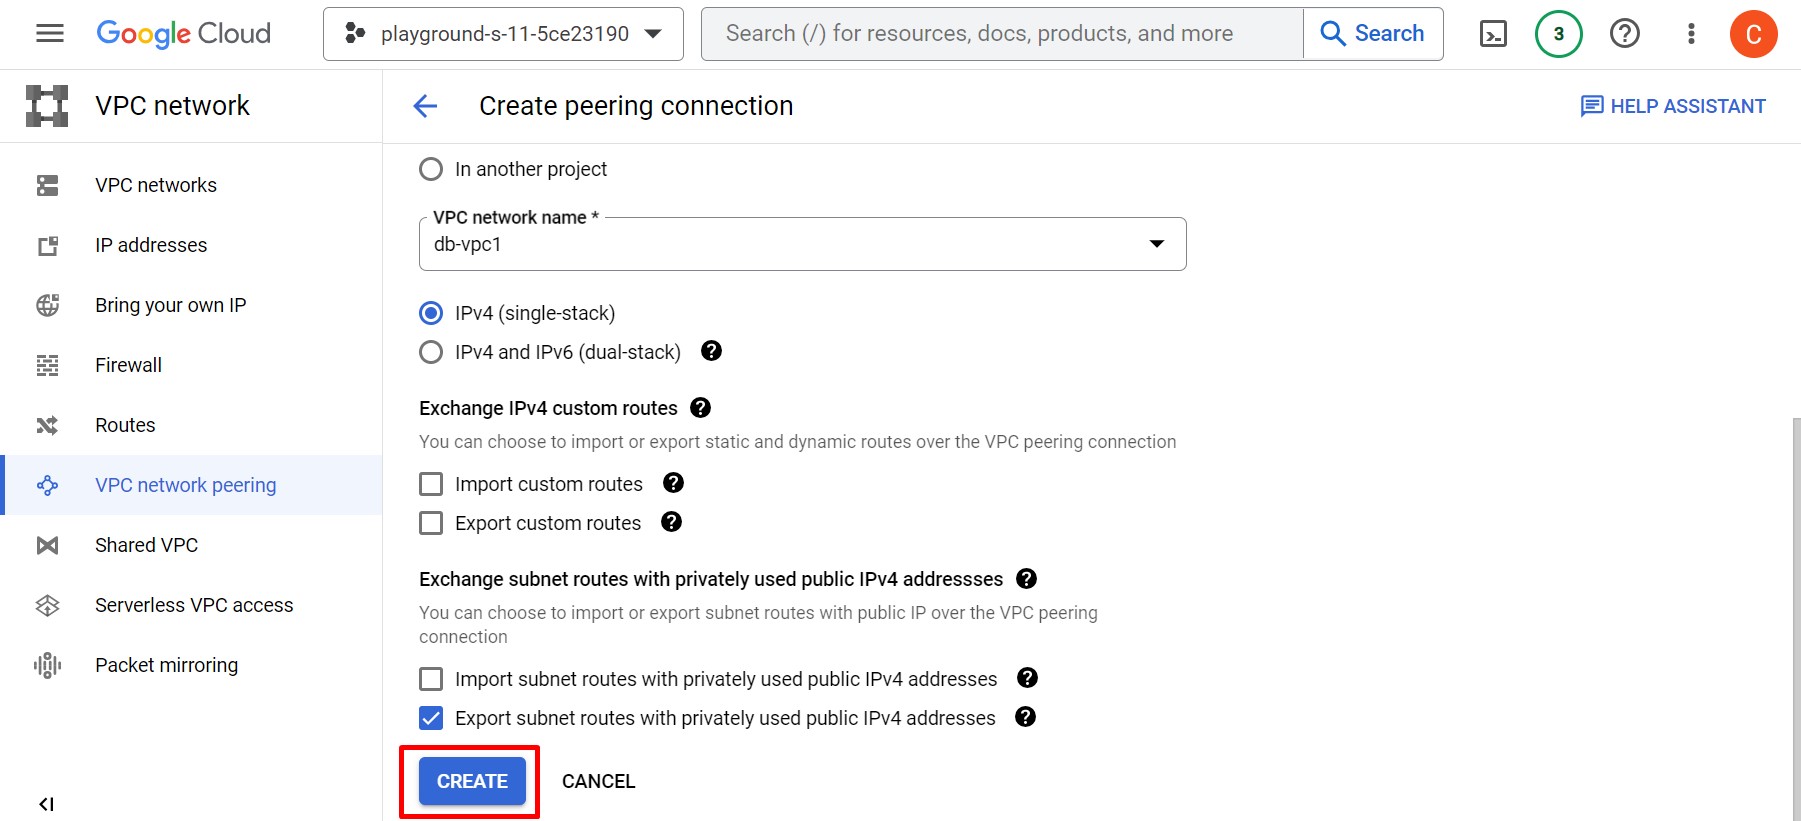 Google Cloud
playground-s-11-5ce23190
Search (/) for resources, docs, products, and more
Search
3
C
VPC network
Create peering connection
HELP ASSISTANT
VPC networks
IP addresses
Bring your own IP
Firewall
Routes
VPC network peering
Shared VPC
Serverless VPC access
Packet mirroring
In another project
VPC network name *
db-vpc1
IPv4 (single-stack)
IPv4 and IPv6 (dual-stack)
Exchange IPv4 custom routes
You can choose to import or export static and dynamic routes over the VPC peering connection
Import custom routes
Export custom routes
Exchange subnet routes with privately used public IPv4 addressses
You can choose to import or export subnet routes with public IP over the VPC peering
connection
Import subnet routes with privately used public IPv4 addresses
Export subnet routes with privately used public IPv4 addresses
CREATE
CANCEL